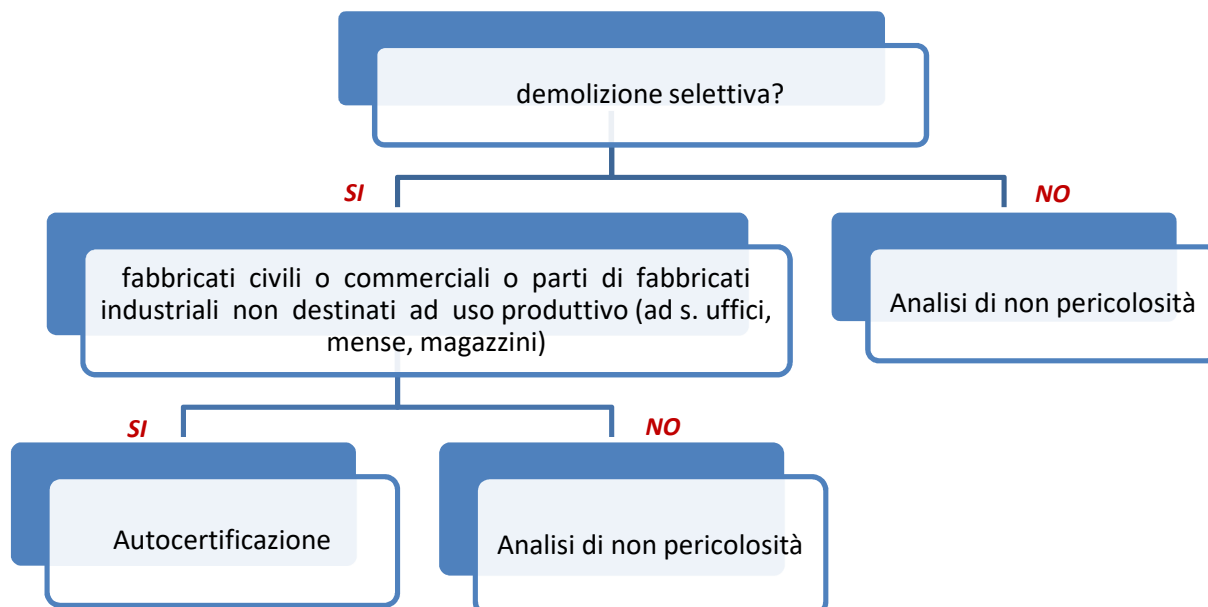 demolizione selettiva?
SI
NO
fabbricati civili o commerciali o parti di fabbricati
industriali non destinati ad uso produttivo (ad s. uffici,
mense, magazzini)
Analisi di non pericolosità
SI
NO
Autocertificazione
Analisi di non pericolosità